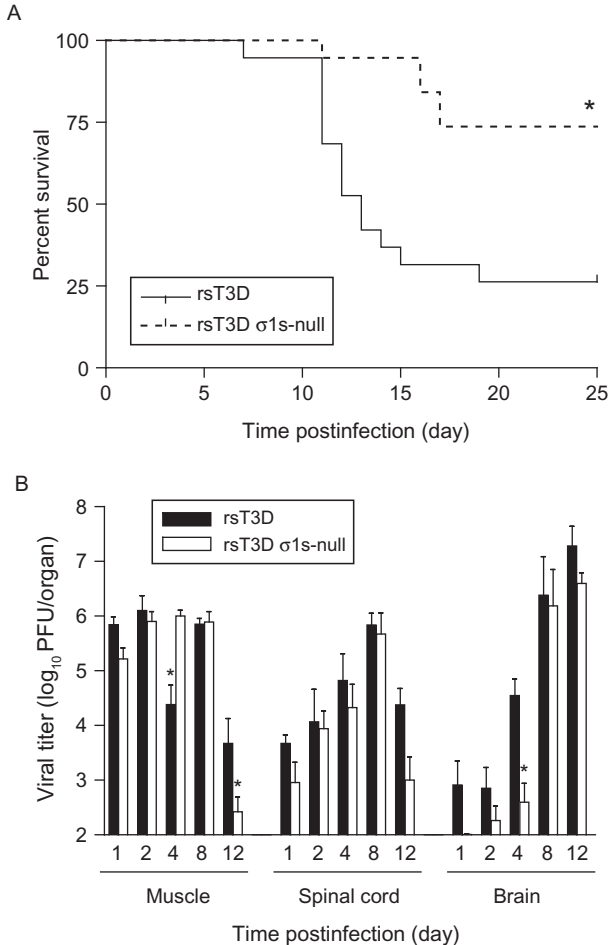 A
100
75
50
25
0
Percent survival
*
rsT3D
rsT3D σ1s-null
0 5 10 15 20 25
Time postinfection (day)
B
8
7
6
5
4
3
2
Viral titer (log10 PFU/organ)
rsT3D
rsT3D σ1s-null
*
*
*
1 2 4 8 12 1 2 4 8 12 1 2 4 8 12
Muscle Spinal cord Brain
Time postinfection (day)